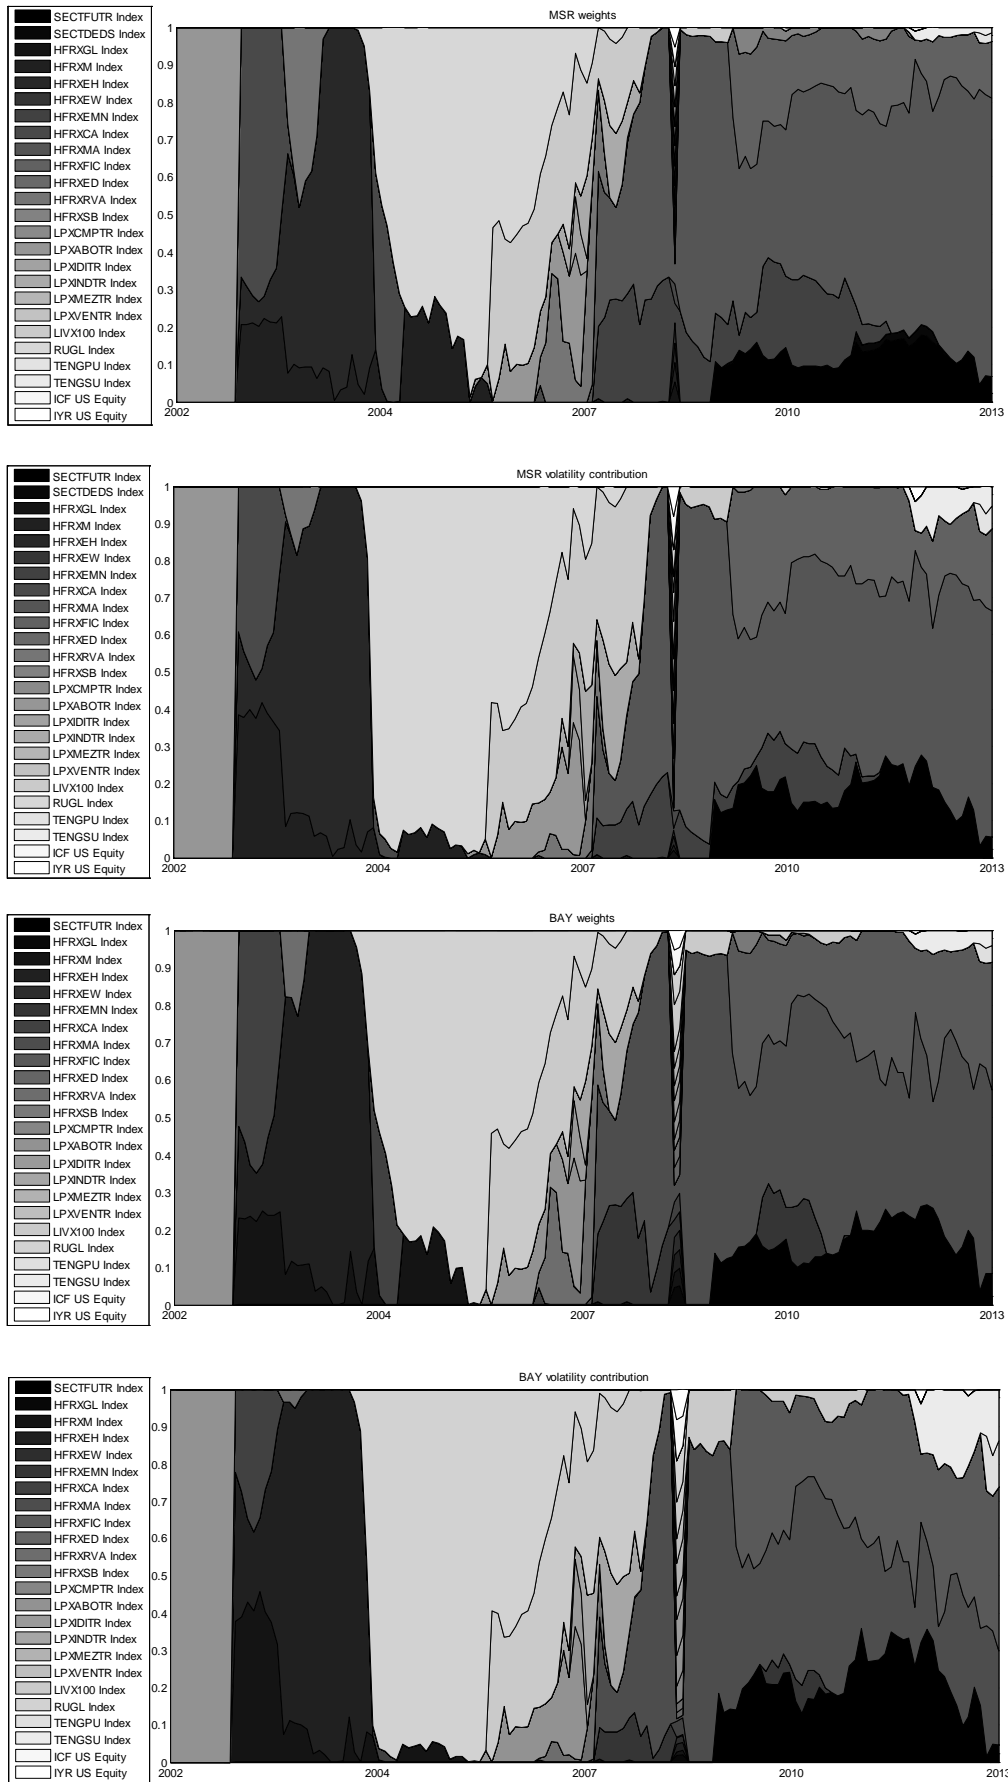 MSR weights
SECTFUTR Index
SECTDEDS Index
HFRXGL Index
HFRXM Index
HFRXEH Index
HFRXEW Index
HFRXEMN Index
HFRXCA Index
HFRXMA Index
HFRXFIC Index
HFRXED Index
HFRXRVA Index
HFRXSB Index
LPXCMPTR Index
LPXABOTR Index
LPXIDITR Index
LPXINDTR Index
LPXMEZTR Index
LPXVENTR Index
LIVX100 Index
RUGL Index
TENGPU Index
TENGSU Index
ICF US Equity
IYR US Equity
1
0.9
0.8
0.7
0.6
0.5
0.4
0.3
0.2
0.1
0
2002 2004 2007 2010 2013
MSR volatility contribution
SECTFUTR Index
SECTDEDS Index
HFRXGL Index
HFRXM Index
HFRXEH Index
HFRXEW Index
HFRXEMN Index
HFRXCA Index
HFRXMA Index
HFRXFIC Index
HFRXED Index
HFRXRVA Index
HFRXSB Index
LPXCMPTR Index
LPXABOTR Index
LPXIDITR Index
LPXINDTR Index
LPXMEZTR Index
LPXVENTR Index
LIVX100 Index
RUGL Index
TENGPU Index
TENGSU Index
ICF US Equity
IYR US Equity
1
0.9
0.8
0.7
0.6
0.5
0.4
0.3
0.2
0.1
0
2002 2004 2007 2010 2013
BAY weights
SECTFUTR Index
HFRXGL Index
HFRXM Index
HFRXEH Index
HFRXEW Index
HFRXEMN Index
HFRXCA Index
HFRXMA Index
HFRXFIC Index
HFRXED Index
HFRXRVA Index
HFRXSB Index
LPXCMPTR Index
LPXABOTR Index
LPXIDITR Index
LPXINDTR Index
LPXMEZTR Index
LPXVENTR Index
LIVX100 Index
RUGL Index
TENGPU Index
TENGSU Index
ICF US Equity
IYR US Equity
1
0.9
0.8
0.7
0.6
0.5
0.4
0.3
0.2
0.1
0
2002 2004 2007 2010 2013
BAY volatility contribution
SECTFUTR Index
HFRXGL Index
HFRXM Index
HFRXEH Index
HFRXEW Index
HFRXEMN Index
HFRXCA Index
HFRXMA Index
HFRXFIC Index
HFRXED Index
HFRXRVA Index
HFRXSB Index
LPXCMPTR Index
LPXABOTR Index
LPXIDITR Index
LPXINDTR Index
LPXMEZTR Index
LPXVENTR Index
LIVX100 Index
RUGL Index
TENGPU Index
TENGSU Index
ICF US Equity
IYR US Equity
1
0.9
0.8
0.7
0.6
0.5
0.4
0.3
0.2
0.1
0
2002 2004 2007 2010 2013